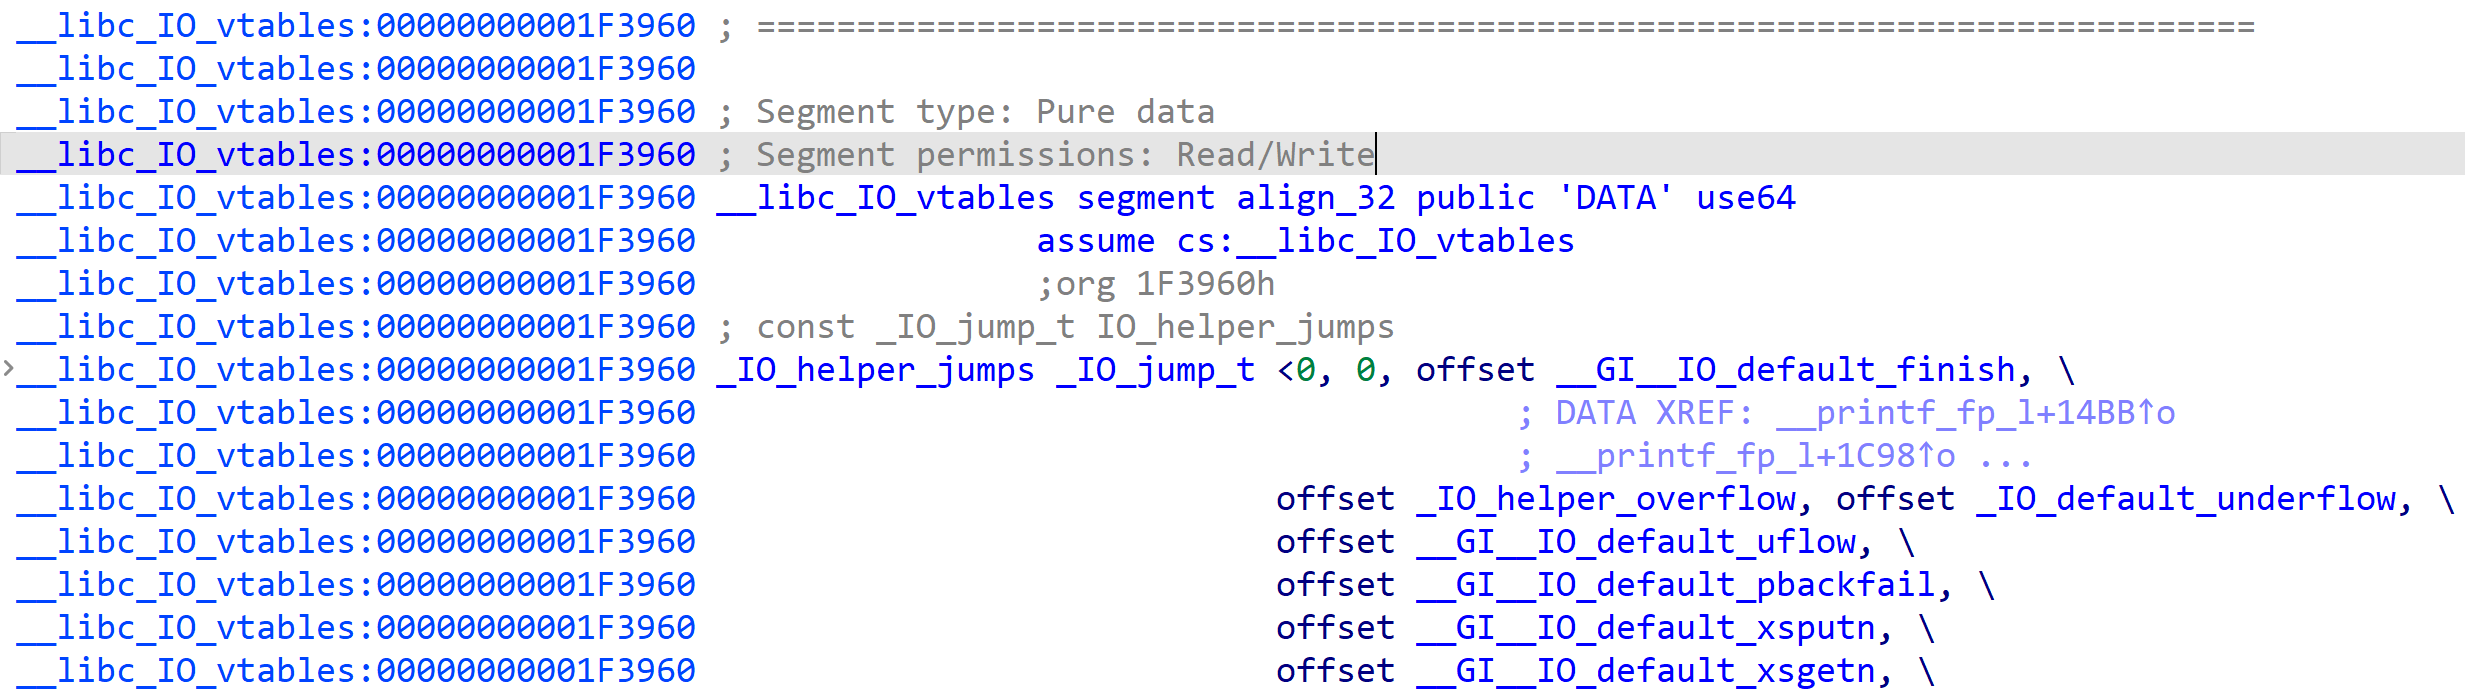 __libc_IO_vtables:00000000001F3960 ; ===========================================================================
__libc_IO_vtables:00000000001F3960
__libc_IO_vtables:00000000001F3960 ; Segment type: Pure data
__libc_IO_vtables:00000000001F3960 ; Segment permissions: Read/Write
__libc_IO_vtables:00000000001F3960 __libc_IO_vtables segment align_32 public 'DATA' use64
__libc_IO_vtables:00000000001F3960                 assume cs:__libc_IO_vtables
__libc_IO_vtables:00000000001F3960                 ;org 1F3960h
__libc_IO_vtables:00000000001F3960 ; const _IO_jump_t IO_helper_jumps
__libc_IO_vtables:00000000001F3960 _IO_helper_jumps _IO_jump_t <0, 0, offset __GI__IO_default_finish, \
__libc_IO_vtables:00000000001F3960                                         ; DATA XREF: __printf_fp_l+14BB↑o
__libc_IO_vtables:00000000001F3960                                         ; __printf_fp_l+1C98↑o ...
__libc_IO_vtables:00000000001F3960                             offset _IO_helper_overflow, offset _IO_default_underflow, \
__libc_IO_vtables:00000000001F3960                             offset __GI__IO_default_uflow, \
__libc_IO_vtables:00000000001F3960                             offset __GI__IO_default_pbackfail, \
__libc_IO_vtables:00000000001F3960                             offset __GI__IO_default_xsputn, \
__libc_IO_vtables:00000000001F3960                             offset __GI__IO_default_xsgetn, \